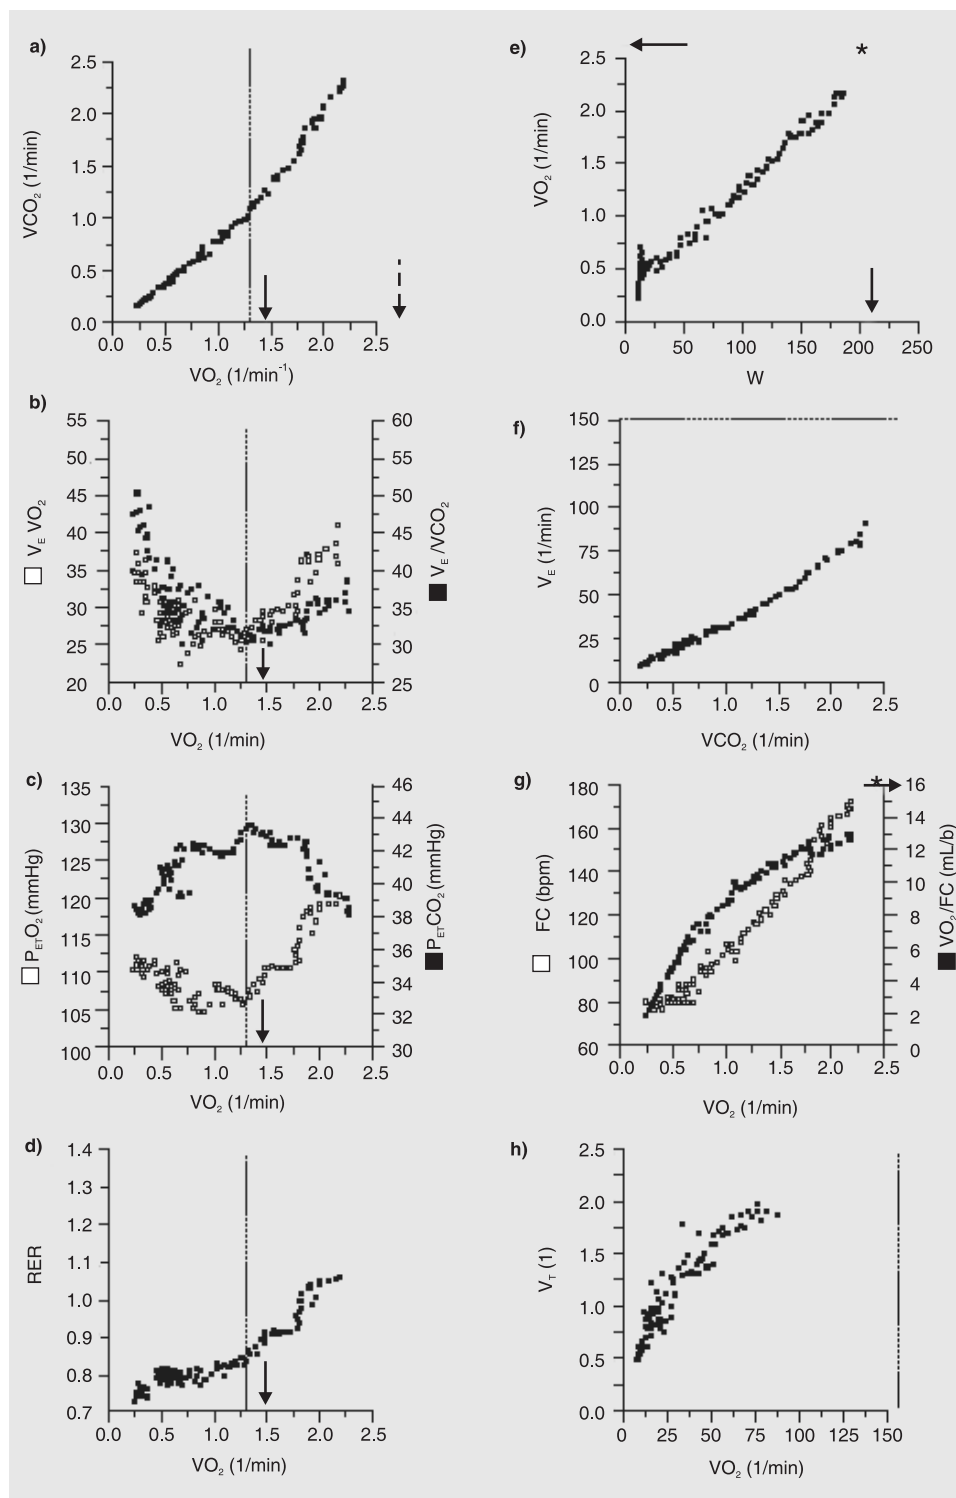 a)
VCO₂ (1/min)
2.5
2.0
1.5
1.0
0.5
0.0
0.0 0.5 1.0 1.5 2.0 2.5
VO₂ (1/min⁻¹)
b)
□ V_E VO₂
55
50
45
40
35
30
25
20
60
55
50
45
40
35
30
25
■ V_E /VCO₂
0.0 0.5 1.0 1.5 2.0 2.5
VO₂ (1/min)
c)
□ P_ET O₂ (mmHg)
135
130
125
120
115
110
105
100
46
44
42
40
38
36
34
32
30
■ P_ET CO₂ (mmHg)
0.0 0.5 1.0 1.5 2.0 2.5
VO₂ (1/min)
d)
RER
1.4
1.3
1.2
1.1
1.0
0.9
0.8
0.7
0.0 0.5 1.0 1.5 2.0 2.5
VO₂ (1/min)
e)
*
VO₂ (1/min)
2.5
2.0
1.5
1.0
0.5
0.0
0 50 100 150 200 250
W
f)
V_E (1/min)
150
100
75
50
25
0
0.0 0.5 1.0 1.5 2.0 2.5
VCO₂ (1/min)
g)
*
□ FC (bpm)
180
160
140
120
100
80
60
16
14
12
10
8
6
4
2
0
■ VO₂/FC (mL/b)
0.0 0.5 1.0 1.5 2.0 2.5
VO₂ (1/min)
h)
V_T (1)
2.5
2.0
1.5
1.0
0.5
0.0
0 25 50 75 100 125 150
VO₂ (1/min)